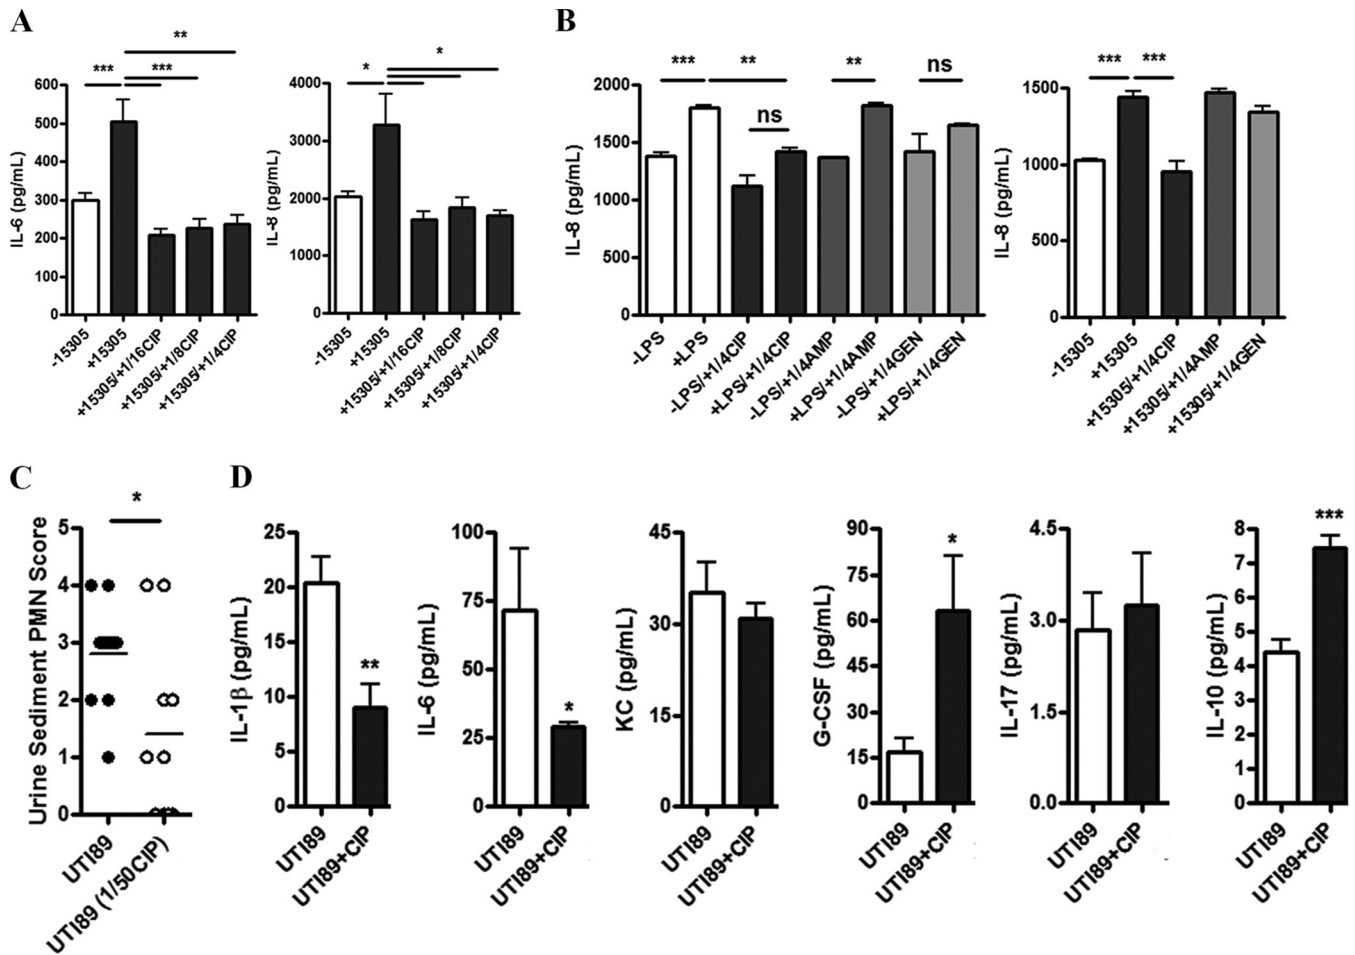 A
B
***
**
***
*
*
***
**
ns
**
ns
***
***
IL-6 (pg/mL)
600
500
400
300
200
100
0
-15305
+15305
+15305/+1/16CIP
+15305/+1/8CIP
+15305/+1/4CIP
IL-8 (pg/mL)
4000
3000
2000
1000
0
-15305
+15305
+15305/+1/16CIP
+15305/+1/8CIP
+15305/+1/4CIP
IL-8 (pg/mL)
2000
1500
1000
500
0
-LPS
+LPS
-LPS/+1/4CIP
+LPS/+1/4CIP
-LPS/+1/4AMP
+LPS/+1/4AMP
-LPS/+1/4GEN
+LPS/+1/4GEN
IL-8 (pg/mL)
1500
1000
500
0
-15305
+15305
+15305/+1/4CIP
+15305/+1/4AMP
+15305/+1/4GEN
C
*
Urine Sediment PMN Score
5
4
3
2
1
0
UTI89
UTI89 (1/50CIP)
D
IL-1β (pg/mL)
25
20
15
10
5
0
**
UTI89
UTI89+CIP
IL-6 (pg/mL)
100
75
50
25
0
*
UTI89
UTI89+CIP
KC (pg/mL)
45
30
15
0
UTI89
UTI89+CIP
G-CSF (pg/mL)
90
75
60
45
30
15
0
*
UTI89
UTI89+CIP
IL-17 (pg/mL)
4.5
3.0
1.5
0.0
UTI89
UTI89+CIP
IL-10 (pg/mL)
8
7
6
5
4
3
2
1
0
***
UTI89
UTI89+CIP